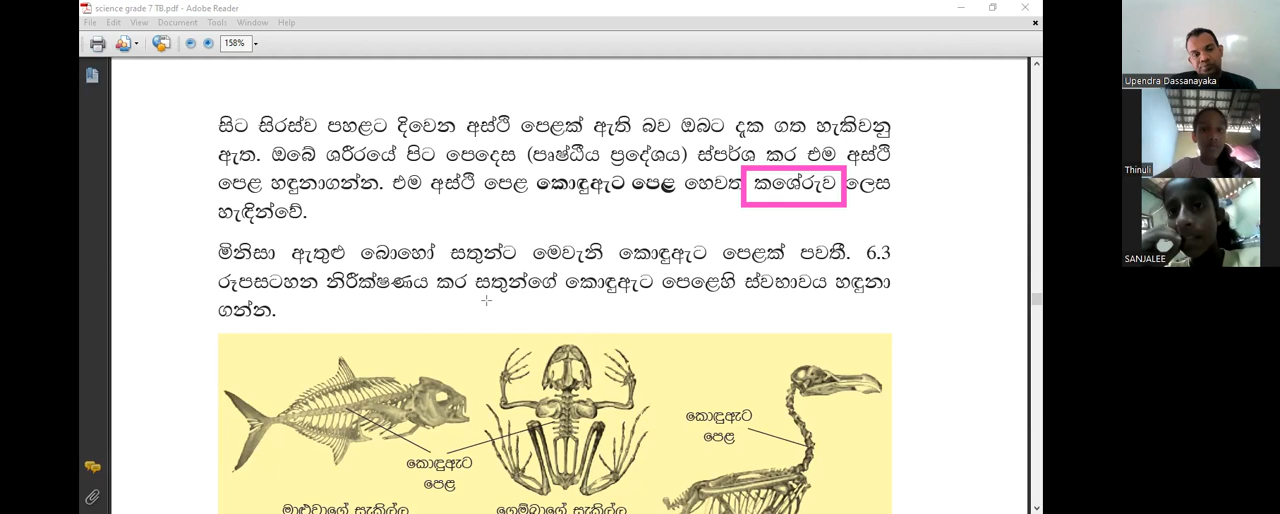 science grade 7 TB.pdf - Adobe Reader
File Edit View Document Tools Window Help
158%
සිට සිරස්ව පහළට දිවෙන අස්ථි පෙළක් ඇති බව ඔබට දැක ගත හැකිවනු
ඇත. ඔබේ ශරීරයේ පිට පෙදෙස (පෘෂ්ඨීය ප්‍රදේශය) ස්පර්ශ කර එම අස්ථි
පෙළ හඳුනාගන්න. එම අස්ථි පෙළ කොඳුඇට පෙළ හෙවත් කශේරුව ලෙස
හැඳින්වේ.
මිනිසා ඇතුළු බොහෝ සතුන්ට මෙවැනි කොඳුඇට පෙළක් පවතී. 6.3
රූපසටහන නිරීක්ෂණය කර සතුන්ගේ කොඳුඇට පෙළෙහි ස්වභාවය හඳුනා
ගන්න.
කොඳුඇට
පෙළ
කොඳුඇට
පෙළ
මාළුවාගේ සැකිල්ල
ගෙම්බාගේ සැකිල්ල
Upendra Dassanayaka
Thinuli
SANJALEE